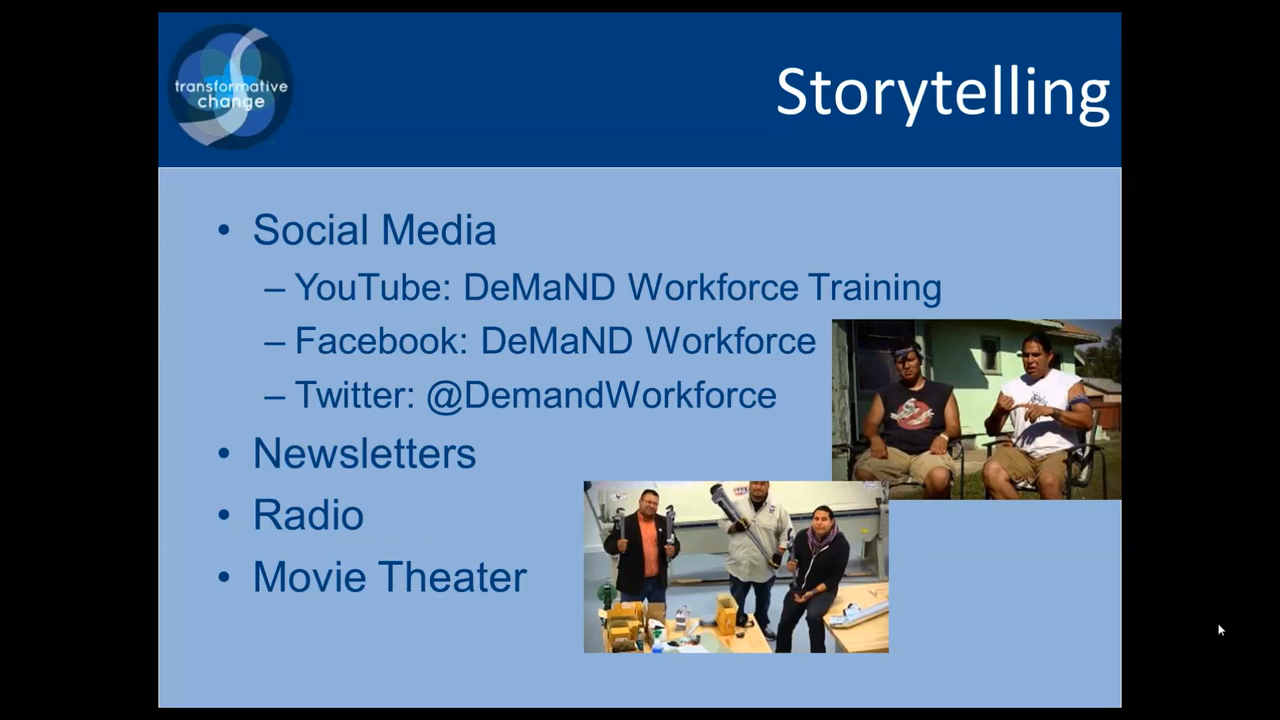 transformative
change
Storytelling
• Social Media
– YouTube: DeMaND Workforce Training
– Facebook: DeMaND Workforce
– Twitter: @DemandWorkforce
• Newsletters
• Radio
• Movie Theater